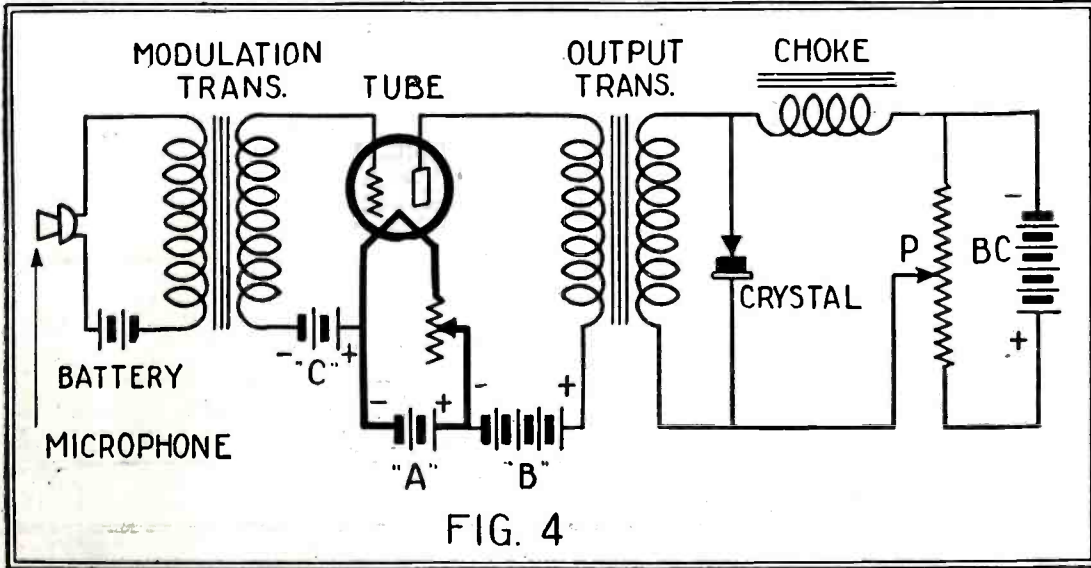 MODULATION
TRANS.
TUBE
OUTPUT
TRANS.
CHOKE
P
BC
-
+
CRYSTAL
- "C" +
BATTERY
MICROPHONE
- +
"A"
- +
"B"
FIG. 4